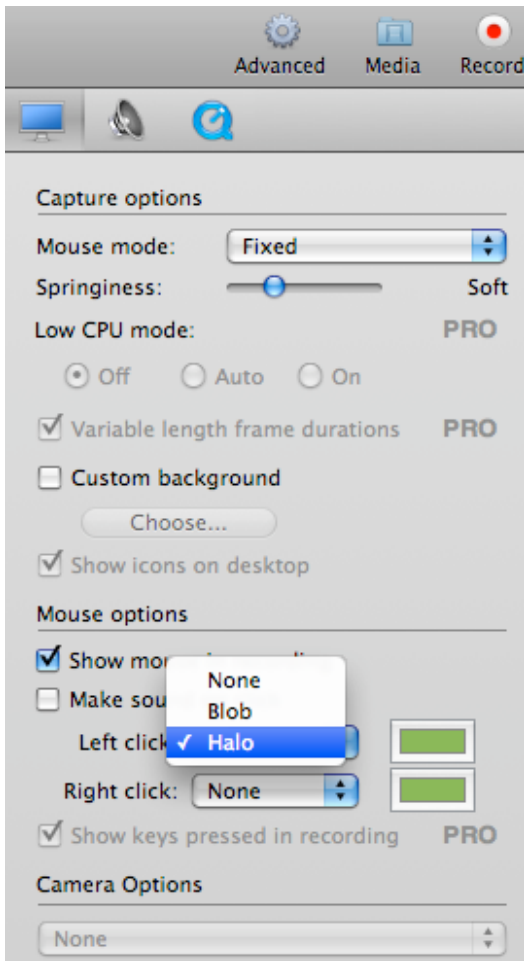 Advanced Media Record
Capture options
Mouse mode: Fixed
Springiness: Soft
Low CPU mode: PRO
Off Auto On
Variable length frame durations PRO
Custom background
Choose...
Show icons on desktop
Mouse options
Show
None
Make
Blob
Left click Halo
Right click: None
Show keys pressed in recording PRO
Camera Options
None